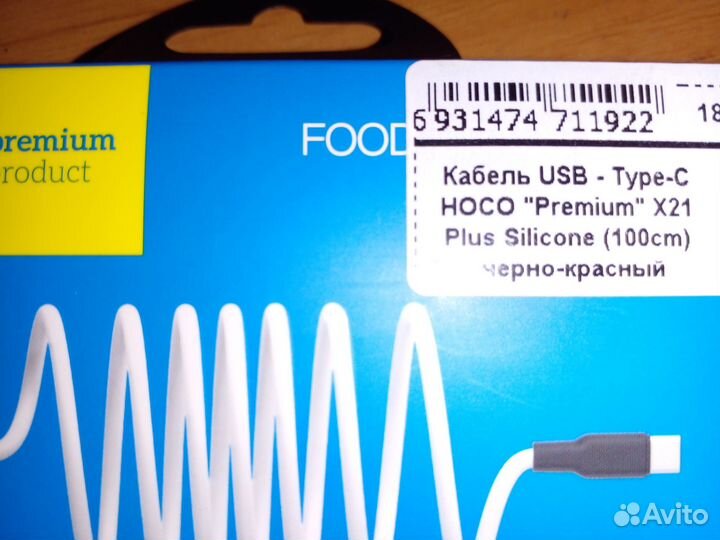 premium
product
FOOD
6 931474 711922
18
Кабель USB - Type-C
HOCO "Premium" X21
Plus Silicone (100cm)
черно-красный
Avito